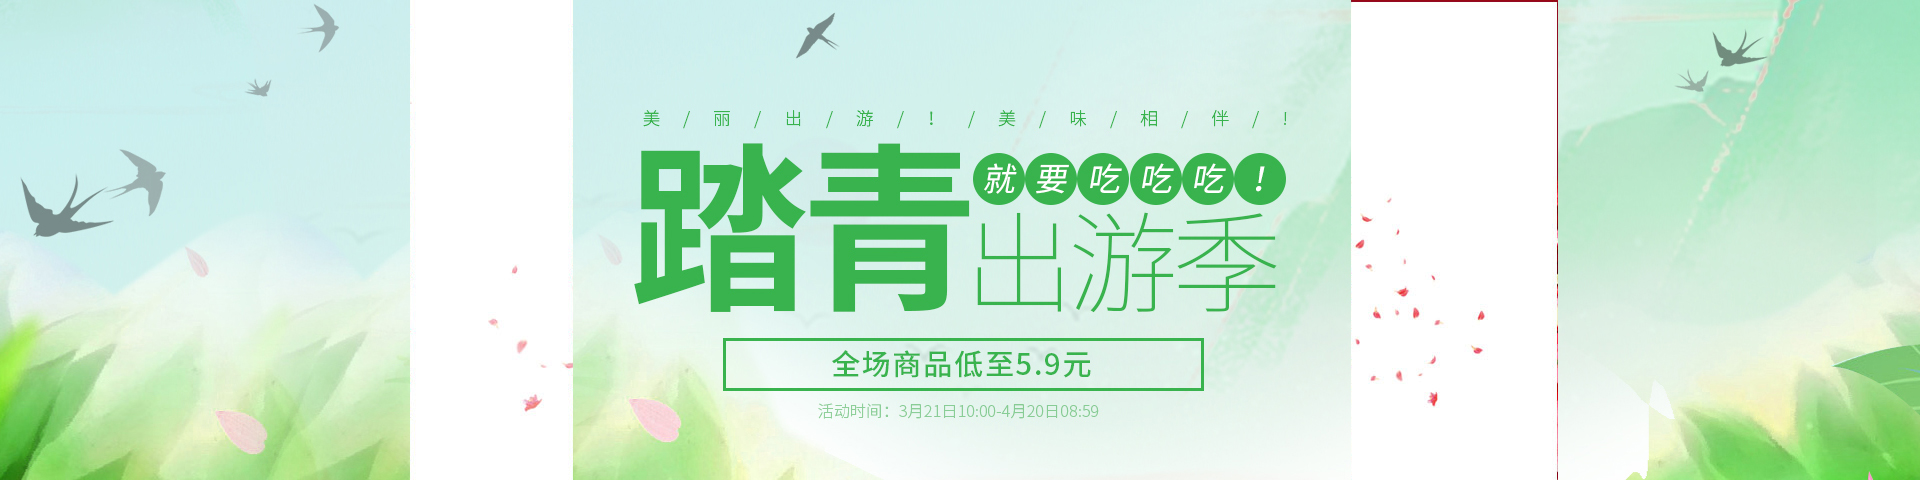 美/丽/出/游/！/美/味/相/伴/！
踏青
就要吃吃吃！
出游季
全场商品低至5.9元
活动时间：3月21日10:00-4月20日08:59